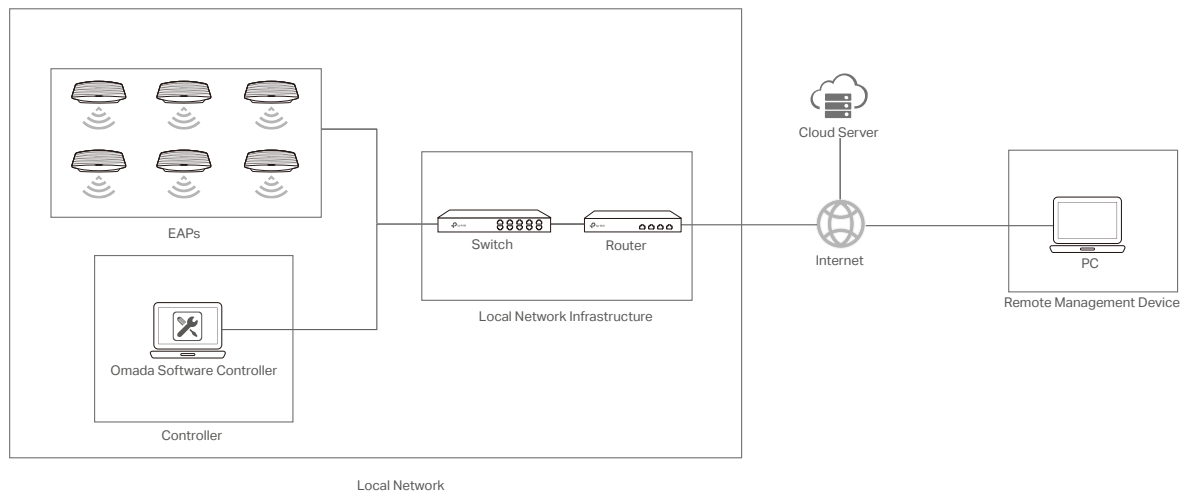 Cloud Server
EAPs
Switch
Router
Internet
PC
Remote Management Device
Local Network Infrastructure
Omada Software Controller
Controller
Local Network